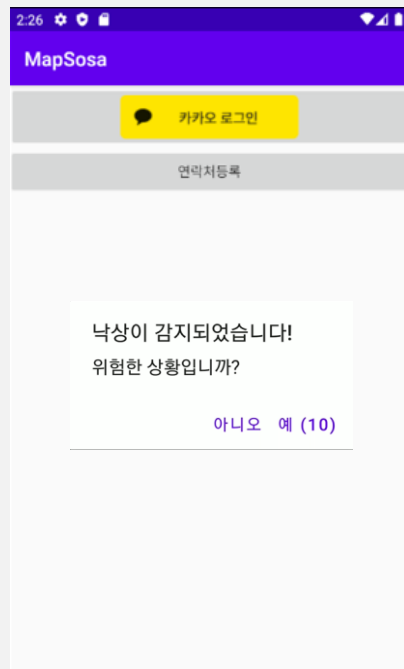 2:26
MapSosa
카카오 로그인
연락처등록
낙상이 감지되었습니다!
위험한 상황입니까?
아니오 예 (10)